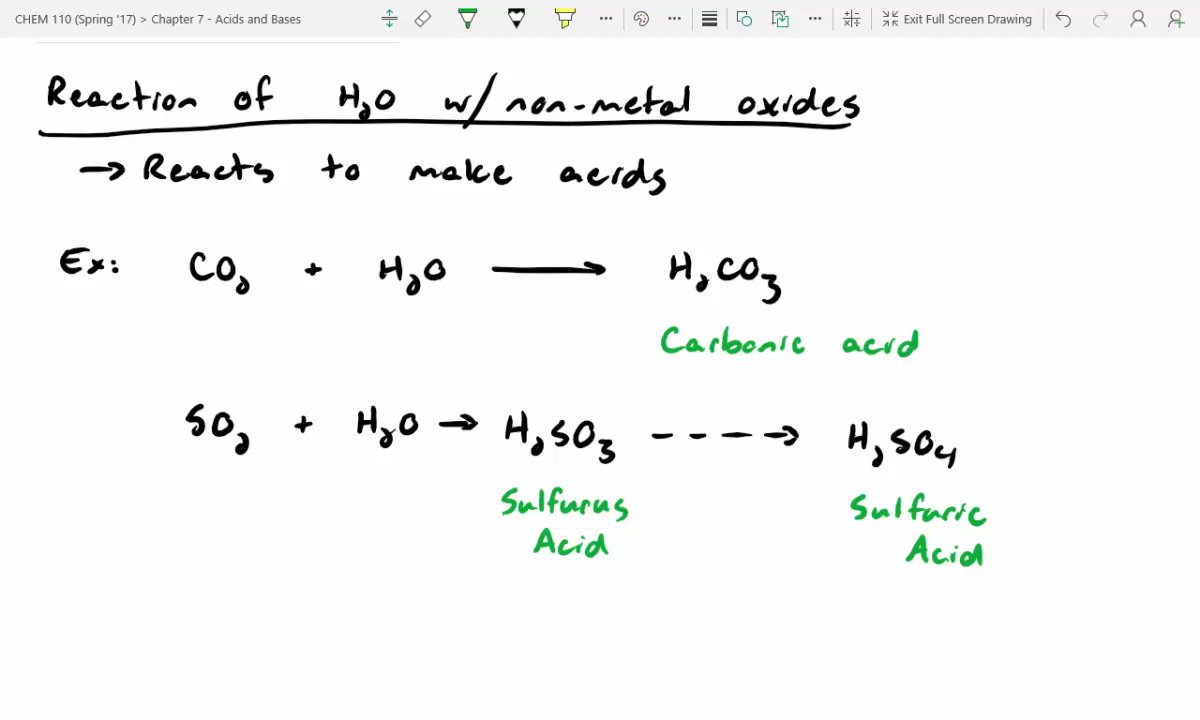 CHEM 110 (Spring '17) > Chapter 7 - Acids and Bases
Exit Full Screen Drawing
Reaction of H₂O w/ non-metal oxides
→ Reacts to make acids
Ex: CO₂ + H₂O → H₂CO₃
Carbonic acid
SO₂ + H₂O → H₂SO₃ ----> H₂SO₄
Sulfurus Sulfuric
Acid Acid